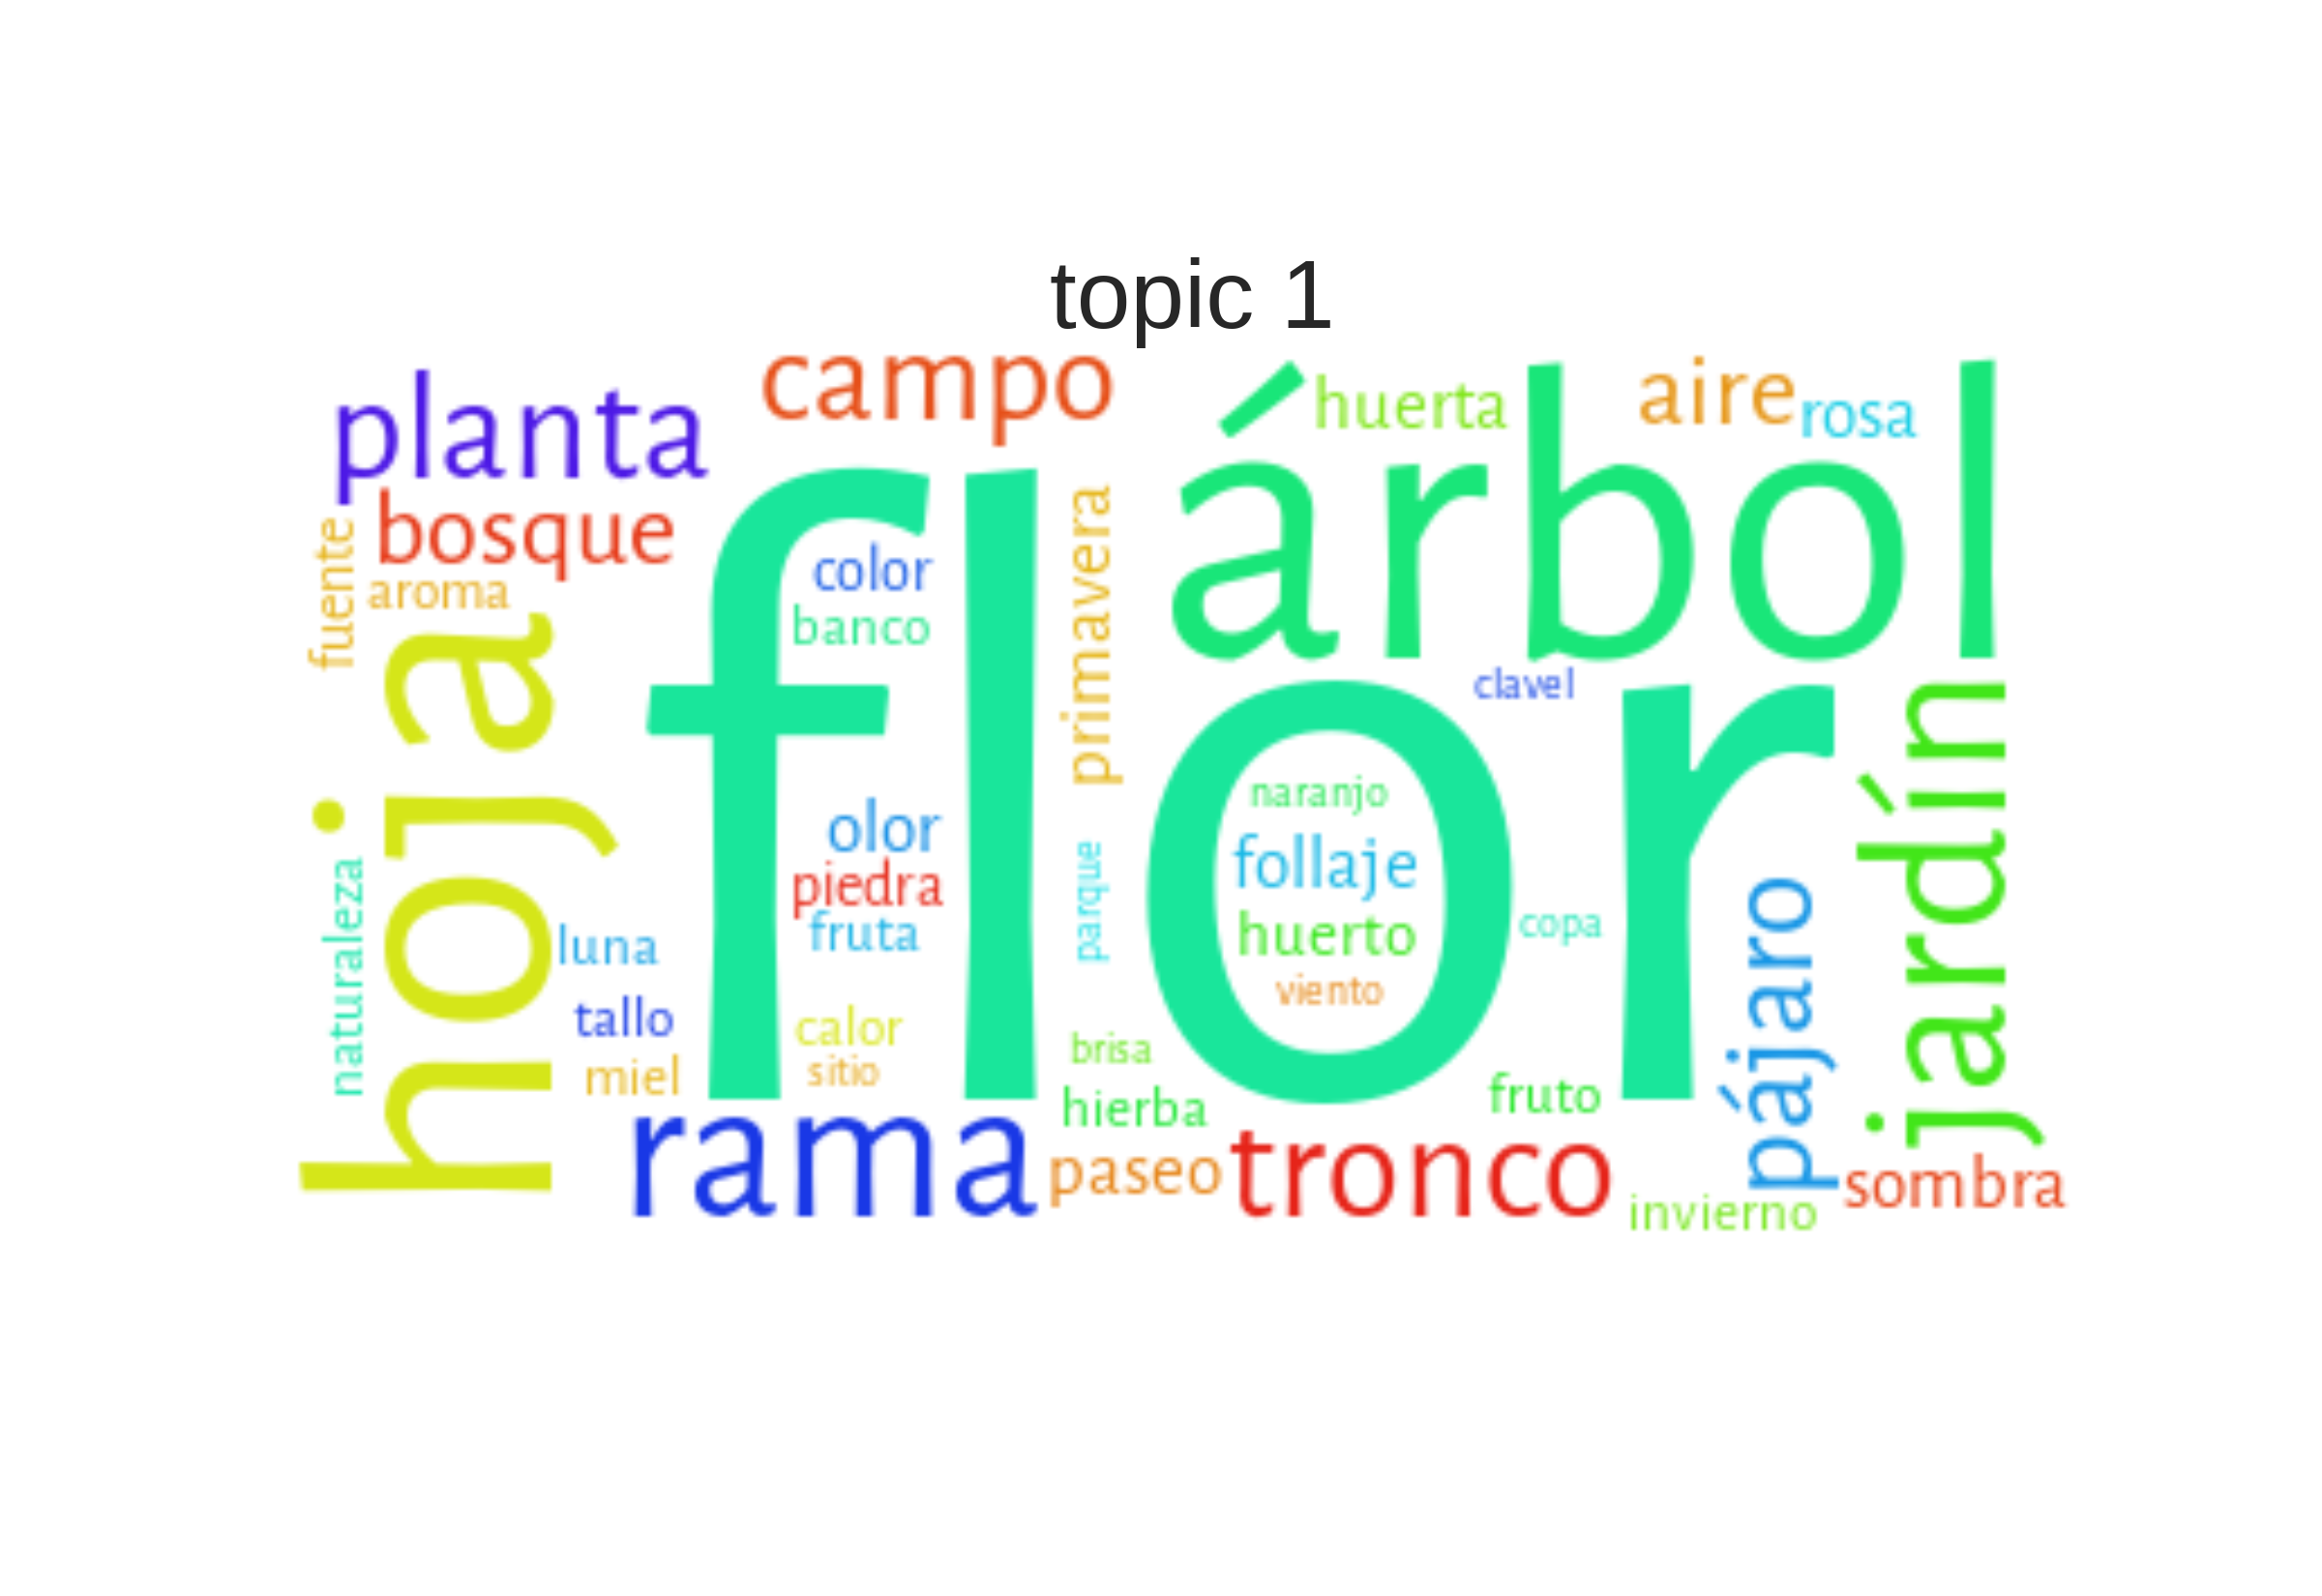 topic 1
planta
campo
árbol
huerta
aire
rosa
bosque
fuente
aroma
hoja
flor
color
banco
primavera
clavel
jardín
naranjo
olor
follaje
piedra
parque
fruta
huerto
copa
pájaro
naturaleza
luna
viento
tallo
calor
brisa
miel
sitio
hierba
fruto
rama
paseo
tronco
invierno
sombra